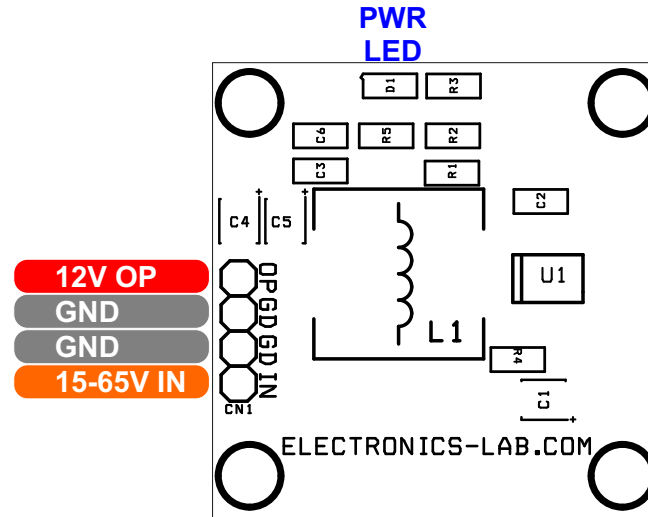 PWR
LED
D1
R3
C6
R5
R2
C3
R1
C2
C4
C5
+
+
12V OP
OP
GND
GD
GND
GD
15-65V IN
IN
CN1
U1
L1
R4
C1
+
ELECTRONICS-LAB.COM